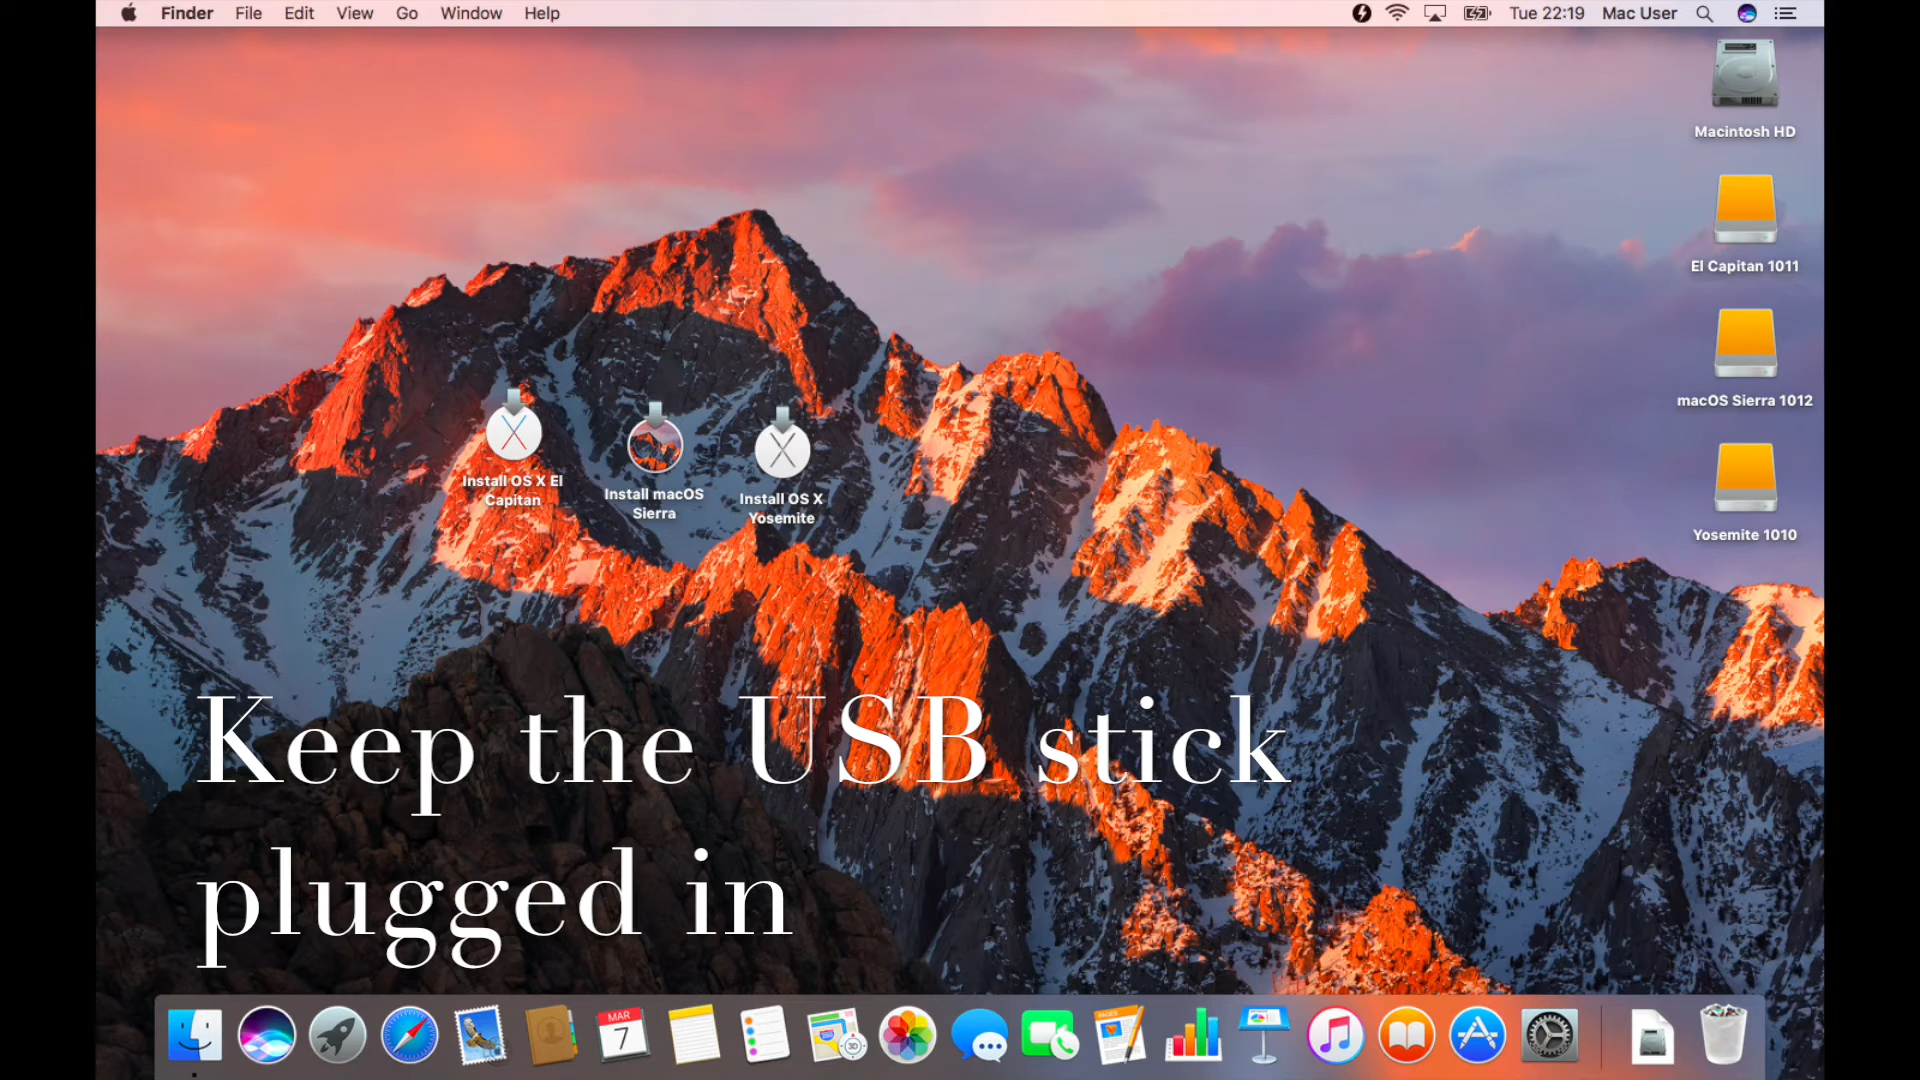 Finder File Edit View Go Window Help Tue 22:19 Mac User
Macintosh HD
El Capitan 1011
macOS Sierra 1012
Yosemite 1010
Install OS X El
Capitan
Install macOS
Sierra
Install OS X
Yosemite
Keep the USB stick
plugged in
MAR
7
3D
PAGES